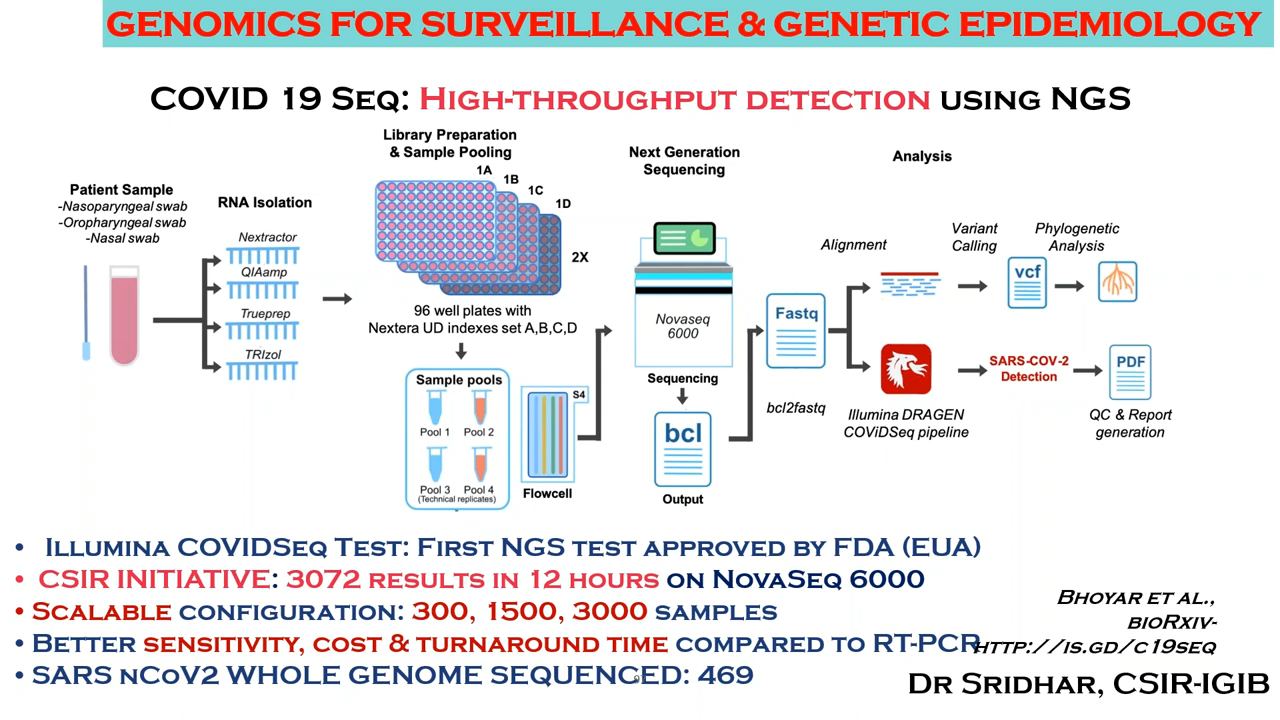 GENOMICS FOR SURVEILLANCE & GENETIC EPIDEMIOLOGY
COVID 19 Seq: High-throughput detection using NGS
Patient Sample
-Nasoparyngeal swab
-Oropharyngeal swab
-Nasal swab
RNA Isolation
Nextractor
QIAamp
Trueprep
TRIzol
Library Preparation
& Sample Pooling
1A
1B
1C
1D
2X
96 well plates with
Nextera UD indexes set A,B,C,D
Sample pools
Pool 1
Pool 2
Pool 3
Pool 4
(Technical replicates)
S4
Flowcell
Next Generation
Sequencing
Novaseq
6000
Sequencing
bcl
Output
Fastq
bcl2fastq
Analysis
Alignment
Variant
Calling
vcf
Phylogenetic
Analysis
Illumina DRAGEN
COViDSeq pipeline
SARS-COV-2
Detection
PDF
QC & Report
generation
• Illumina COVIDSeq Test: First NGS test approved by FDA (EUA)
• CSIR INITIATIVE: 3072 results in 12 hours on NovaSeq 6000
• Scalable configuration: 300, 1500, 3000 samples
• Better sensitivity, cost & turnaround time compared to RT-PCR
• SARS nCoV2 whole genome sequenced: 469
Bhoyar et al.,
bioRxiv-
http://is.gd/c19seq
Dr Sridhar, CSIR-IGIB